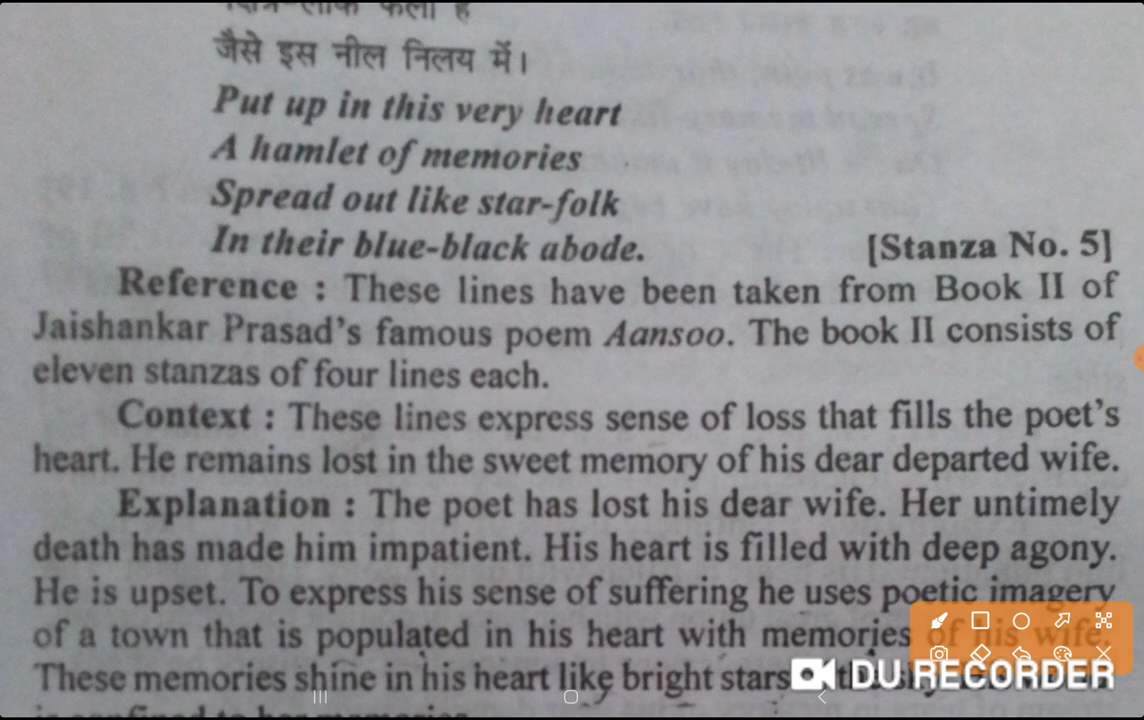 जैसे इस नील निलय में।
Put up in this very heart
A hamlet of memories
Spread out like star-folk
In their blue-black abode. [Stanza No. 5]
Reference : These lines have been taken from Book II of
Jaishankar Prasad's famous poem Aansoo. The book II consists of
eleven stanzas of four lines each.
Context : These lines express sense of loss that fills the poet's
heart. He remains lost in the sweet memory of his dear departed wife.
Explanation : The poet has lost his dear wife. Her untimely
death has made him impatient. His heart is filled with deep agony.
He is upset. To express his sense of suffering he uses poetic imagery
of a town that is populated in his heart with memories of his wife.
These memories shine in his heart like bright stars
DU RECORDER
is confined to her memories